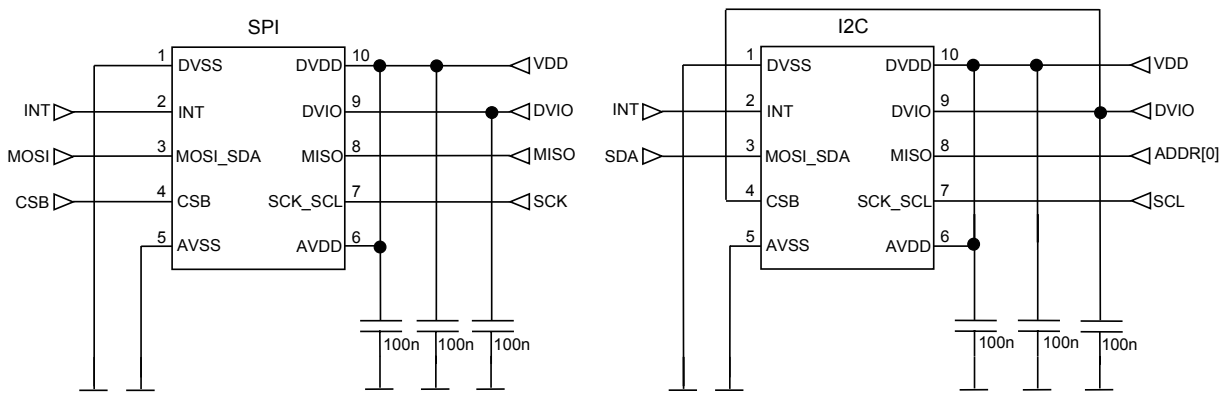 SPI
1 DVSS DVDD 10 VDD
INT 2 INT DVIO 9 DVIO
MOSI 3 MOSI_SDA MISO 8 MISO
CSB 4 CSB SCK_SCL 7 SCK
5 AVSS AVDD 6
100n 100n 100n
I2C
1 DVSS DVDD 10 VDD
INT 2 INT DVIO 9 DVIO
SDA 3 MOSI_SDA MISO 8 ADDR[0]
4 CSB SCK_SCL 7 SCL
5 AVSS AVDD 6
100n 100n 100n